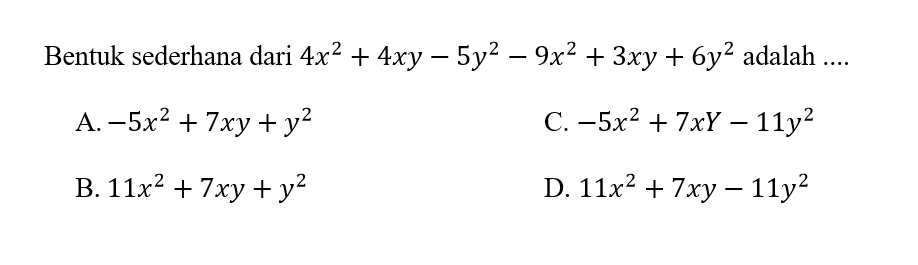 Bentuk sederhana dari 4x² + 4xy − 5y² − 9x² + 3xy + 6y² adalah ....
A. −5x² + 7xy + y² C. −5x² + 7xY − 11y²
B. 11x² + 7xy + y² D. 11x² + 7xy − 11y²